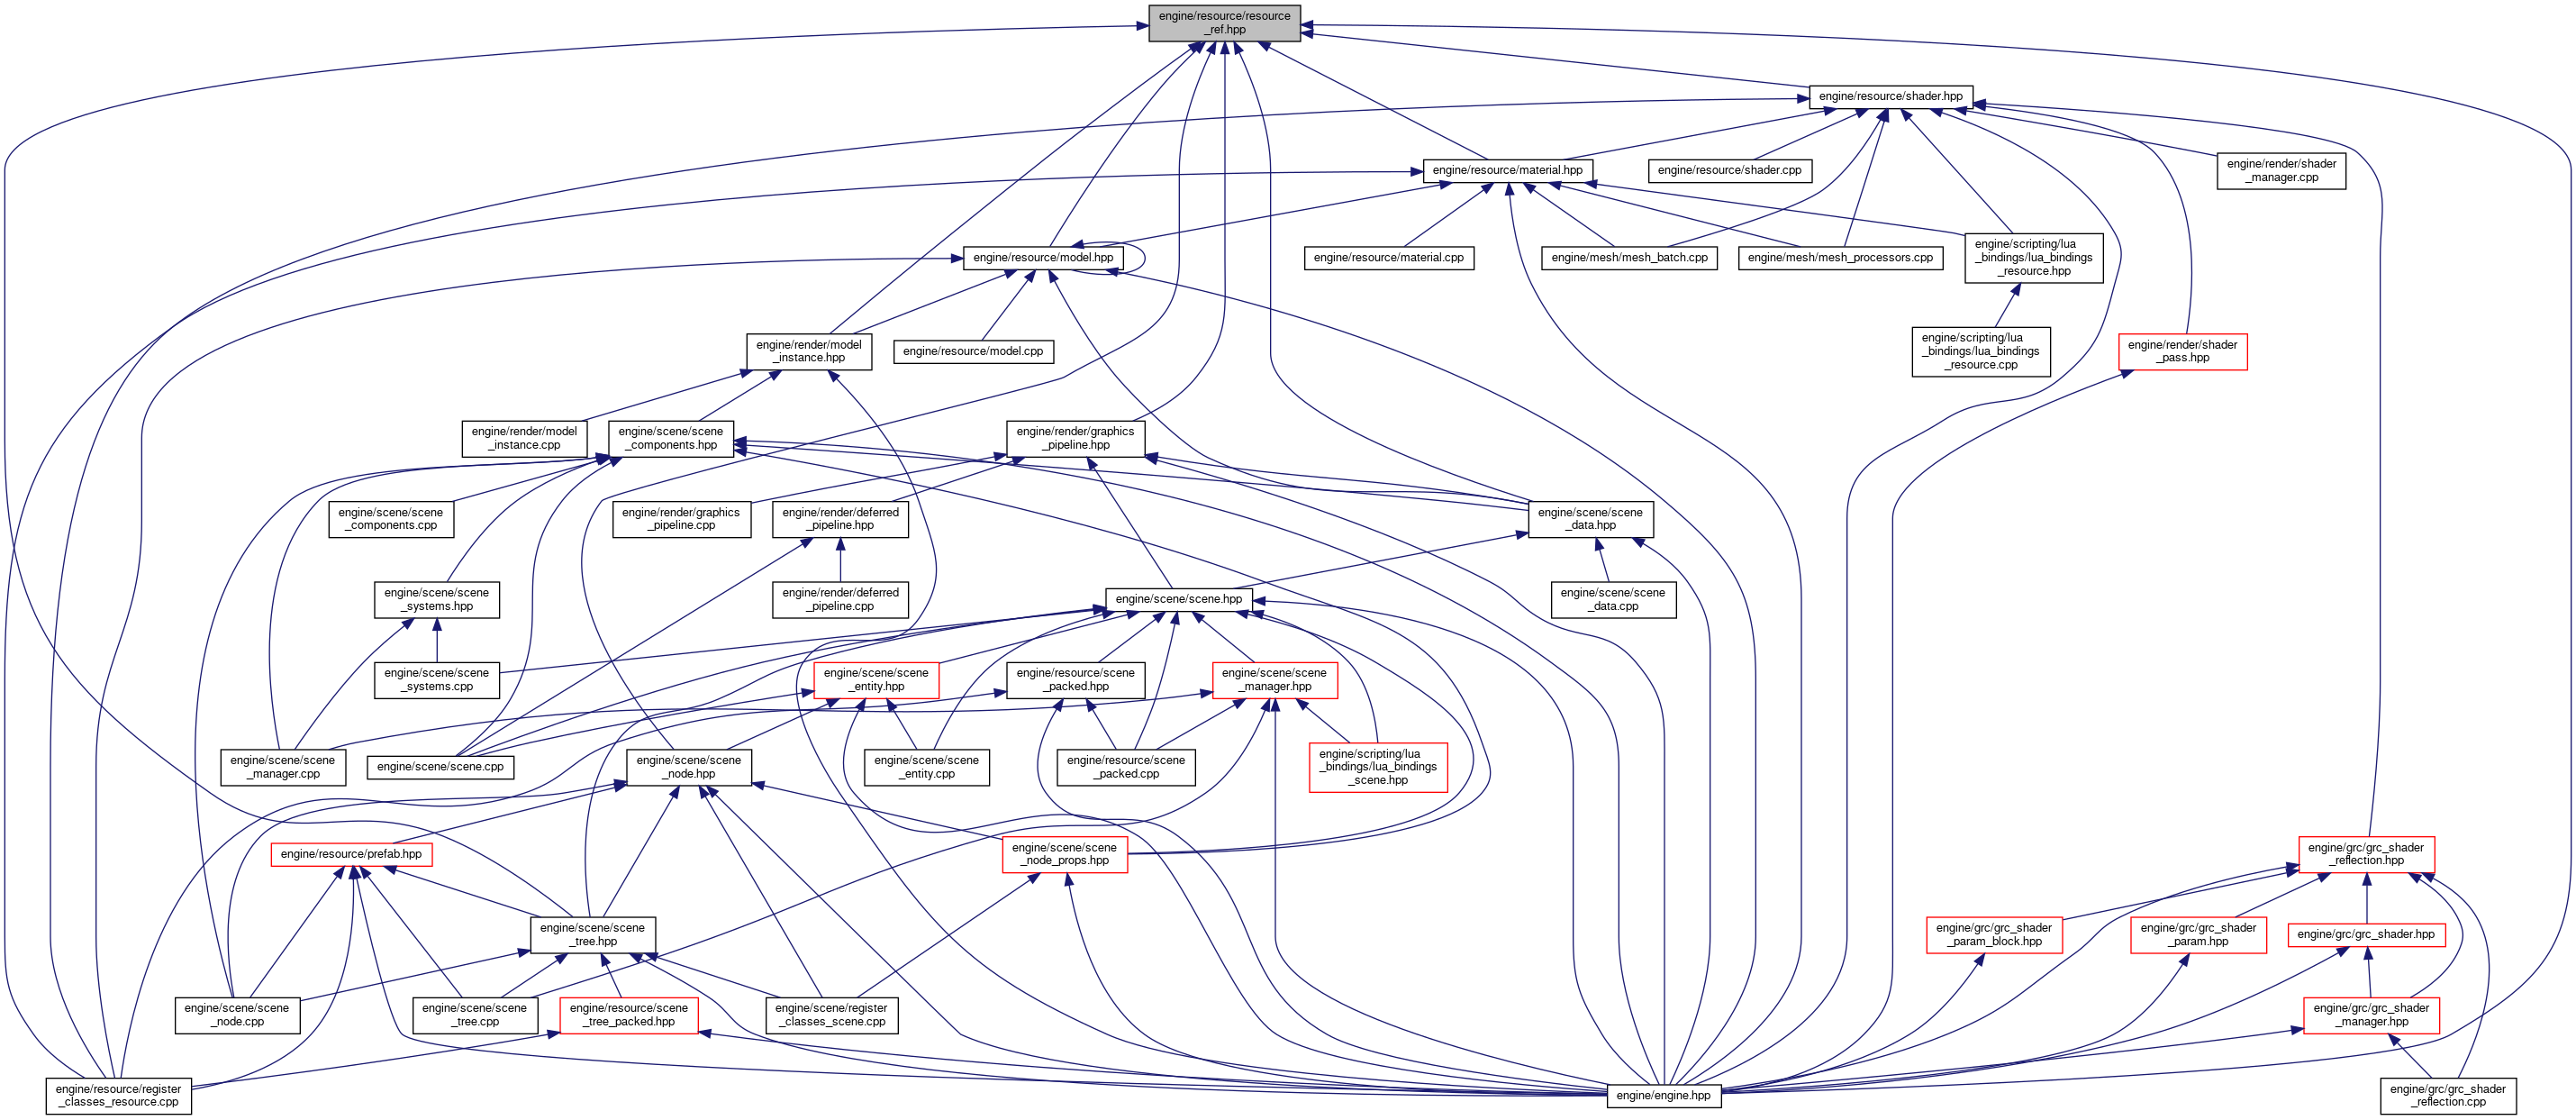 engine/resource/resource
_ref.hpp
engine/resource/shader.hpp
engine/resource/material.hpp
engine/resource/shader.cpp
engine/render/shader
_manager.cpp
engine/resource/model.hpp
engine/resource/material.cpp
engine/mesh/mesh_batch.cpp
engine/mesh/mesh_processors.cpp
engine/scripting/lua
_bindings/lua_bindings
_resource.hpp
engine/render/model
_instance.hpp
engine/resource/model.cpp
engine/scripting/lua
_bindings/lua_bindings
_resource.cpp
engine/render/shader
_pass.hpp
engine/render/model
_instance.cpp
engine/scene/scene
_components.hpp
engine/render/graphics
_pipeline.hpp
engine/scene/scene
_components.cpp
engine/render/graphics
_pipeline.cpp
engine/render/deferred
_pipeline.hpp
engine/scene/scene
_data.hpp
engine/scene/scene
_systems.hpp
engine/render/deferred
_pipeline.cpp
engine/scene/scene.hpp
engine/scene/scene
_data.cpp
engine/scene/scene
_systems.cpp
engine/scene/scene
_entity.hpp
engine/resource/scene
_packed.hpp
engine/scene/scene
_manager.hpp
engine/scene/scene
_manager.cpp
engine/scene/scene.cpp
engine/scene/scene
_node.hpp
engine/scene/scene
_entity.cpp
engine/resource/scene
_packed.cpp
engine/scripting/lua
_bindings/lua_bindings
_scene.hpp
engine/resource/prefab.hpp
engine/scene/scene
_node_props.hpp
engine/grc/grc_shader
_reflection.hpp
engine/scene/scene
_tree.hpp
engine/grc/grc_shader
_param_block.hpp
engine/grc/grc_shader
_param.hpp
engine/grc/grc_shader.hpp
engine/scene/scene
_node.cpp
engine/scene/scene
_tree.cpp
engine/resource/scene
_tree_packed.hpp
engine/scene/register
_classes_scene.cpp
engine/grc/grc_shader
_manager.hpp
engine/resource/register
_classes_resource.cpp
engine/engine.hpp
engine/grc/grc_shader
_reflection.cpp